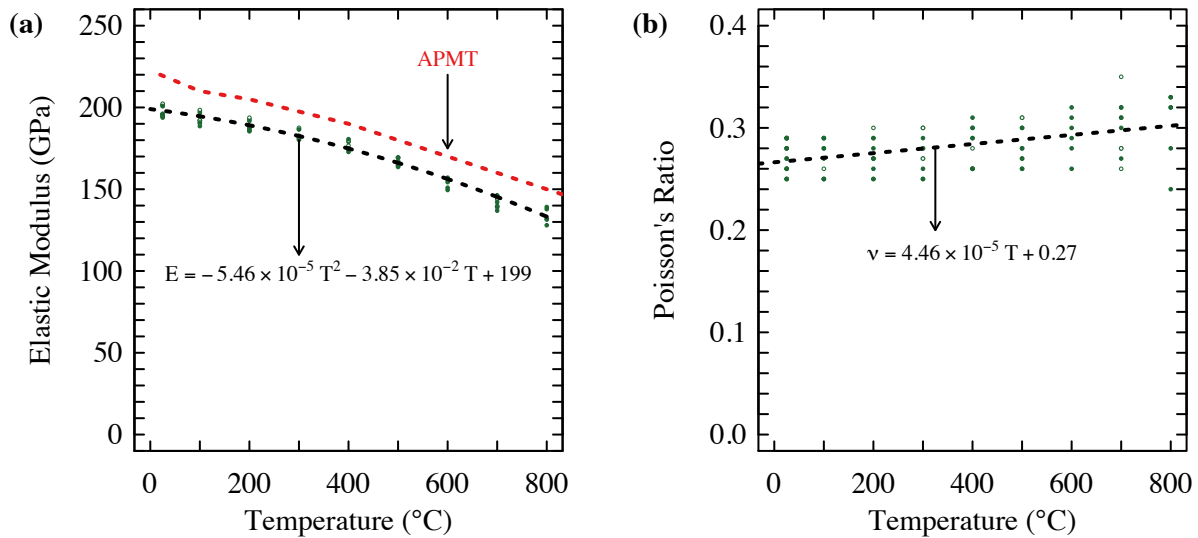 (a)
250
200
150
100
50
0
Elastic Modulus (GPa)
APMT
E = − 5.46 × 10⁻⁵ T² − 3.85 × 10⁻² T + 199
0 200 400 600 800
Temperature (°C)
(b)
0.4
0.3
0.2
0.1
0.0
Poisson's Ratio
ν = 4.46 × 10⁻⁵ T + 0.27
0 200 400 600 800
Temperature (°C)